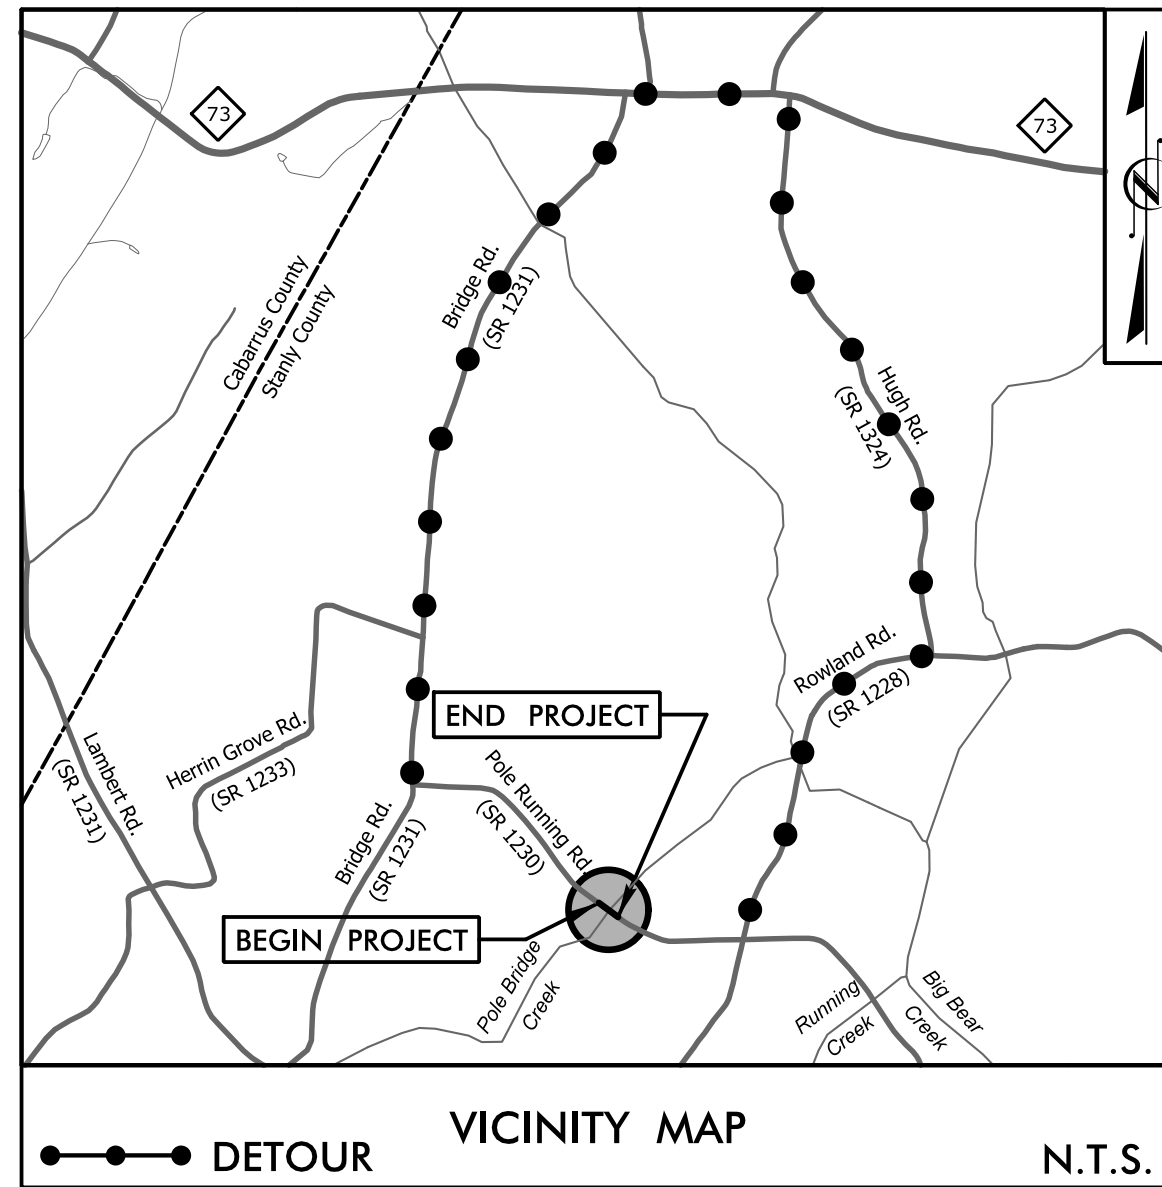 73
73
Bridge Rd.
(SR 1231)
Cabarrus County
Stanly County
Hugh Rd.
(SR 1324)
Rowland Rd.
(SR 1228)
END PROJECT
Lambert Rd.
(SR 1231)
Herrin Grove Rd.
(SR 1233)
Pole Running Rd.
(SR 1230)
Bridge Rd.
(SR 1231)
BEGIN PROJECT
Pole Bridge
Creek
Running
Creek
Big Bear
Creek
VICINITY MAP
DETOUR
N.T.S.